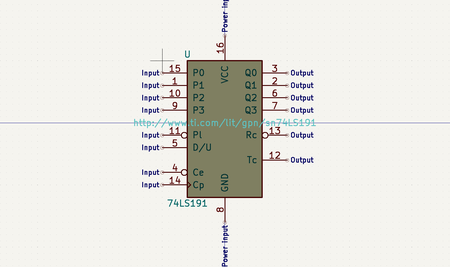 Power input
16
U
VCC
Input 15 P0 Q0 3 Output
Input 1 P1 Q1 2 Output
Input 10 P2 Q2 6 Output
Input 9 P3 Q3 7 Output
http://www.ti.com/lit/gpn/sn74LS191
Input 11 Pl Rc 13 Output
Input 5 D/U
Tc 12 Output
Input 4 Ce
Input 14 Cp
GND
74LS191
8
Power input